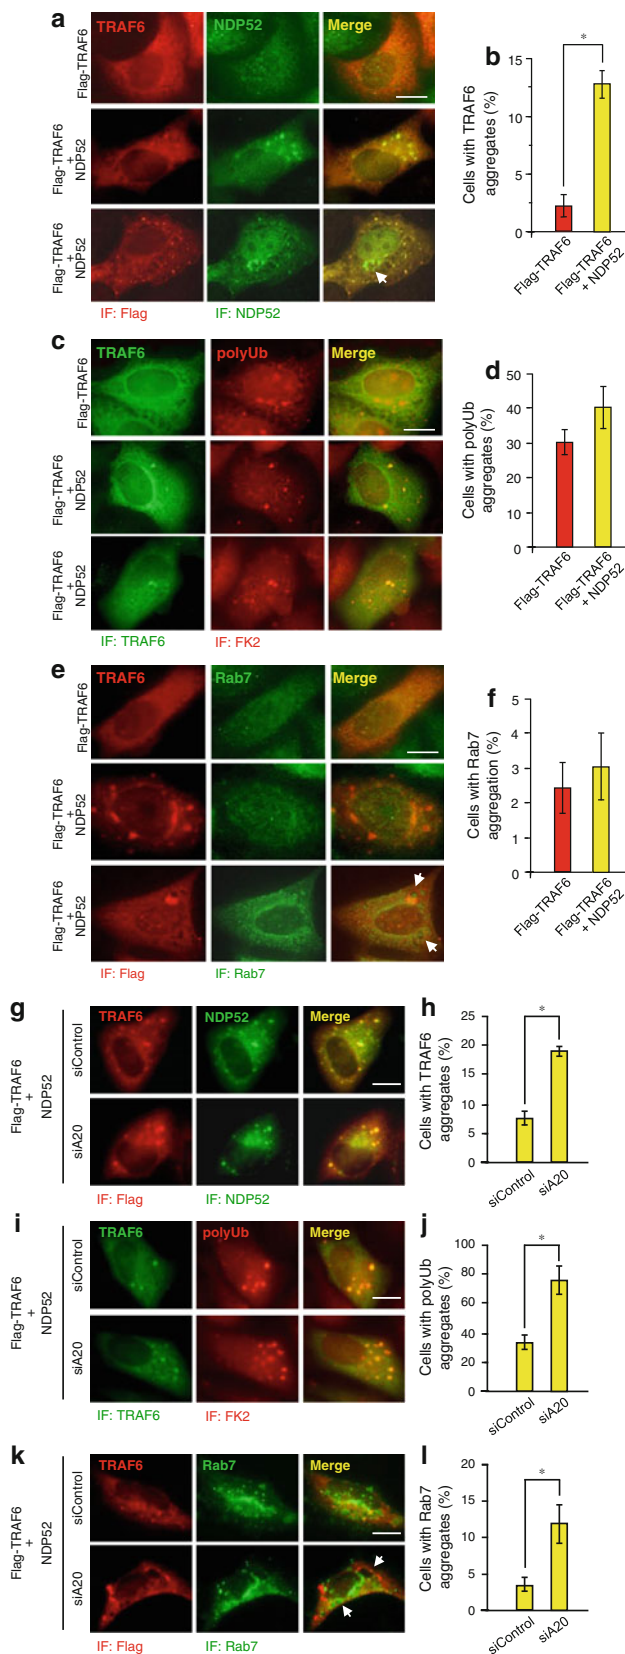 a
TRAF6 NDP52 Merge
Flag-TRAF6
Flag-TRAF6
+
NDP52
Flag-TRAF6
+
NDP52
IF: Flag IF: NDP52
b
Cells with TRAF6
aggregates (%)
15
10
5
0
*
Flag-TRAF6
Flag-TRAF6
+ NDP52
c
TRAF6 polyUb Merge
Flag-TRAF6
Flag-TRAF6
+
NDP52
Flag-TRAF6
+
NDP52
IF: TRAF6 IF: FK2
d
Cells with polyUb
aggregates (%)
50
40
30
20
10
0
Flag-TRAF6
Flag-TRAF6
+ NDP52
e
TRAF6 Rab7 Merge
Flag-TRAF6
Flag-TRAF6
+
NDP52
Flag-TRAF6
+
NDP52
IF: Flag IF: Rab7
f
Cells with Rab7
aggregation (%)
5
4
3
2
1
0
Flag-TRAF6
Flag-TRAF6
+ NDP52
g
Flag-TRAF6
+
NDP52
siControl
siA20
TRAF6 NDP52 Merge
IF: Flag IF: NDP52
h
Cells with TRAF6
aggregates (%)
25
20
15
10
5
0
*
siControl
siA20
i
Flag-TRAF6
+
NDP52
siControl
siA20
TRAF6 polyUb Merge
IF: TRAF6 IF: FK2
j
Cells with polyUb
aggregates (%)
100
80
60
40
20
0
*
siControl
siA20
k
Flag-TRAF6
+
NDP52
siControl
siA20
TRAF6 Rab7 Merge
IF: Flag IF: Rab7
l
Cells with Rab7
aggregates (%)
20
15
10
5
0
*
siControl
siA20